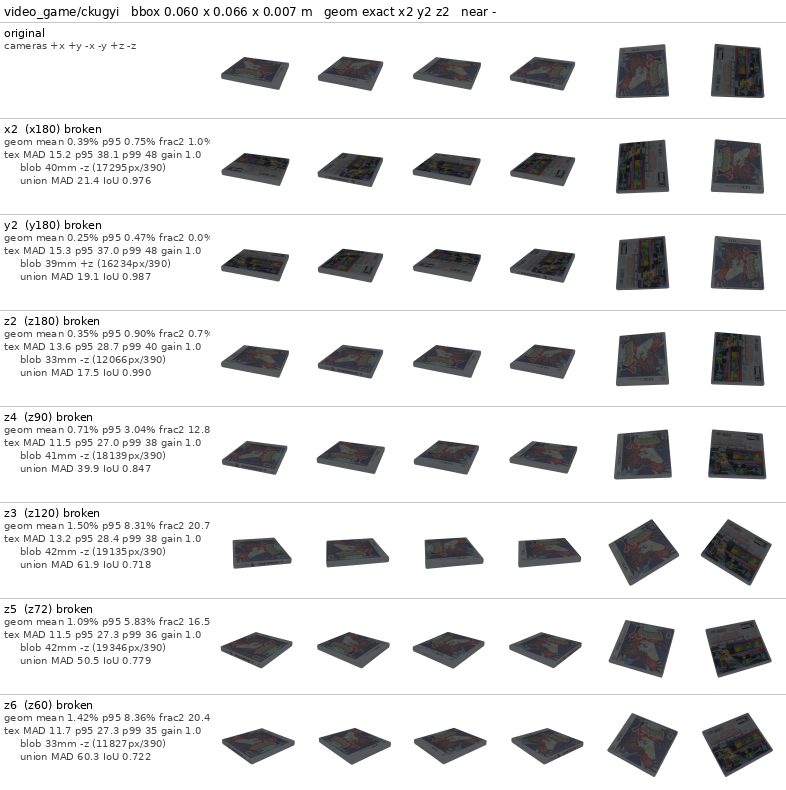 video_game/ckugyi   bbox 0.060 x 0.066 x 0.007 m   geom exact x2 y2 z2   near -
original
cameras +x +y -x -y +z -z
x2  (x180) broken
geom mean 0.39% p95 0.75% frac2 1.0%
tex MAD 15.2 p95 38.1 p99 48 gain 1.0
blob 40mm -z (17295px/390)
union MAD 21.4 IoU 0.976
y2  (y180) broken
geom mean 0.25% p95 0.47% frac2 0.0%
tex MAD 15.3 p95 37.0 p99 48 gain 1.0
blob 39mm +z (16234px/390)
union MAD 19.1 IoU 0.987
z2  (z180) broken
geom mean 0.35% p95 0.90% frac2 0.7%
tex MAD 13.6 p95 28.7 p99 40 gain 1.0
blob 33mm -z (12066px/390)
union MAD 17.5 IoU 0.990
z4  (z90) broken
geom mean 0.71% p95 3.04% frac2 12.8
tex MAD 11.5 p95 27.0 p99 38 gain 1.0
blob 41mm -z (18139px/390)
union MAD 39.9 IoU 0.847
z3  (z120) broken
geom mean 1.50% p95 8.31% frac2 20.7
tex MAD 13.2 p95 28.4 p99 38 gain 1.0
blob 42mm -z (19135px/390)
union MAD 61.9 IoU 0.718
z5  (z72) broken
geom mean 1.09% p95 5.83% frac2 16.5
tex MAD 11.5 p95 27.3 p99 36 gain 1.0
blob 42mm -z (19346px/390)
union MAD 50.5 IoU 0.779
z6  (z60) broken
geom mean 1.42% p95 8.36% frac2 20.4
tex MAD 11.7 p95 27.3 p99 35 gain 1.0
blob 33mm -z (11827px/390)
union MAD 60.3 IoU 0.722